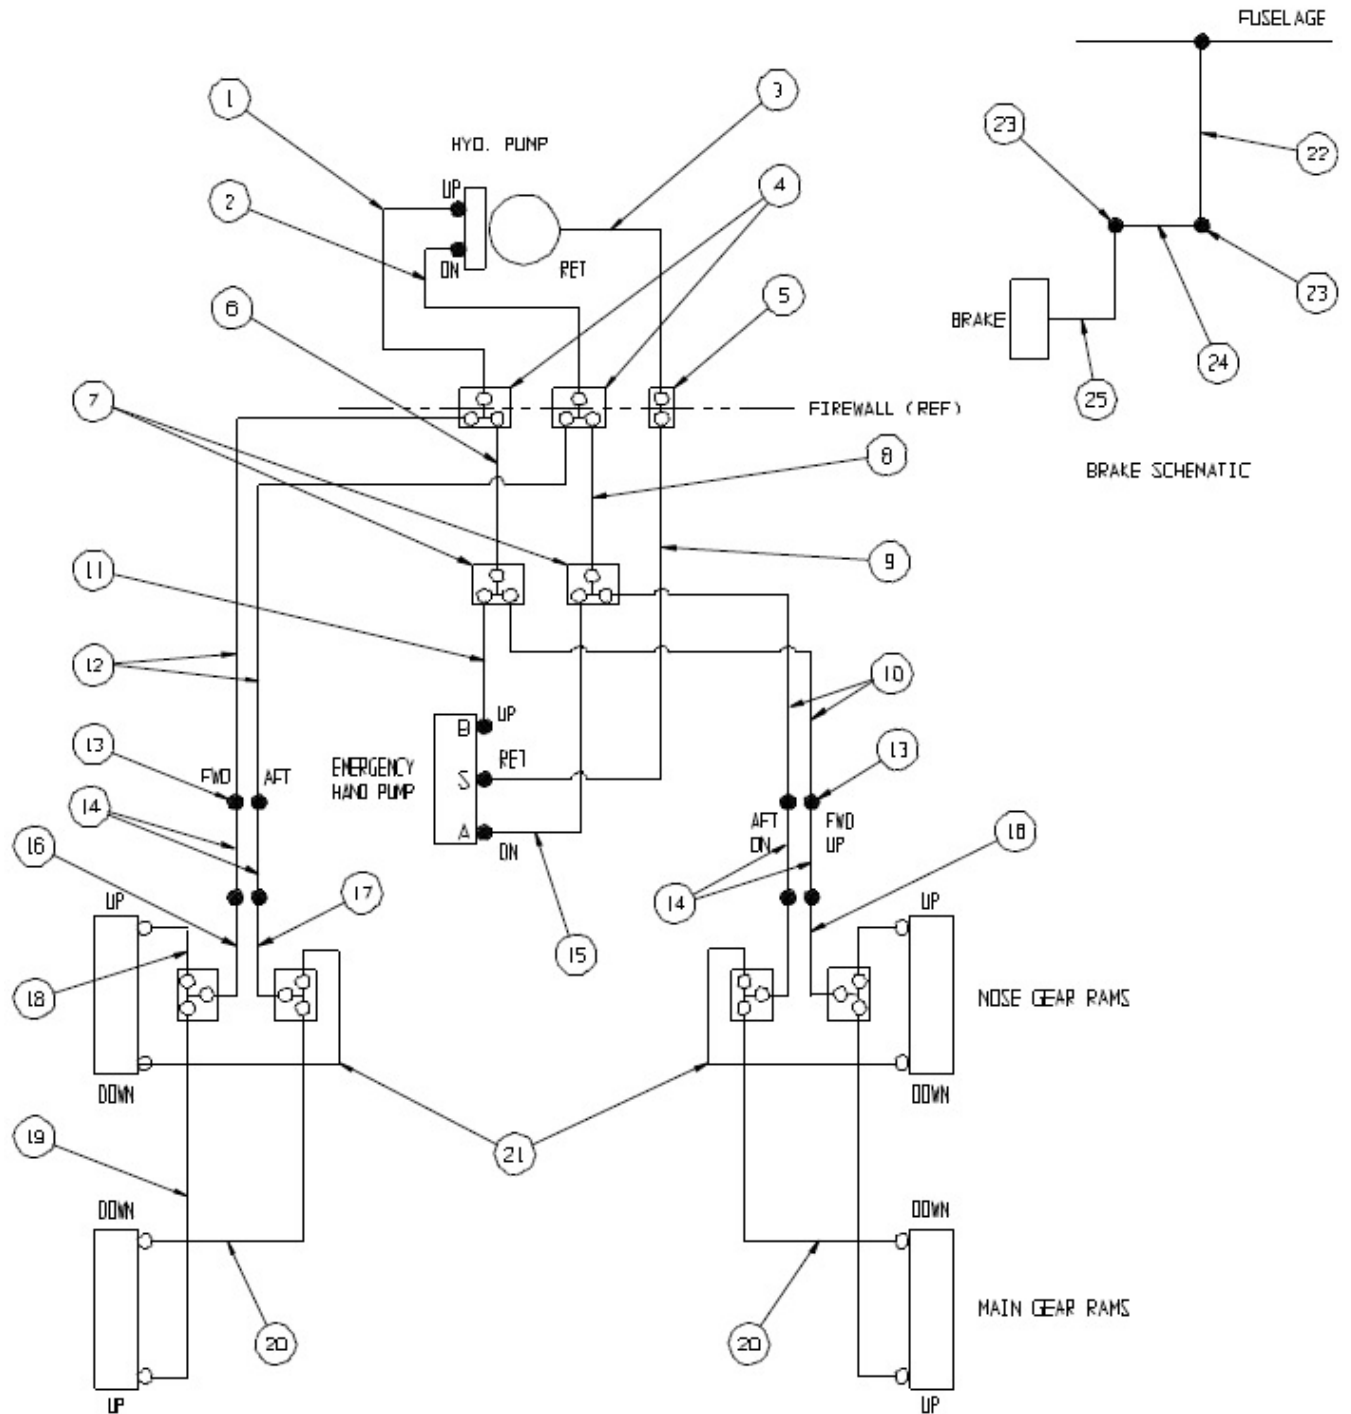 FUSELAGE
1
3
23
HYD. PUMP
22
2
UP
4
DN
RET
6
5
23
BRAKE
24
7
25
FIREWALL (REF)
8
BRAKE SCHENATIC
11
9
12
10
B
UP
13
FWD
AFT
EMERGENCY
HAND PUMP
S
RET
13
14
A
DN
AFT
DN
FWD
UP
18
16
17
14
UP
15
UP
18
NOSE GEAR RAMS
DOWN
DOWN
19
21
DOWN
DOWN
MAIN GEAR RAMS
20
20
UP
UP